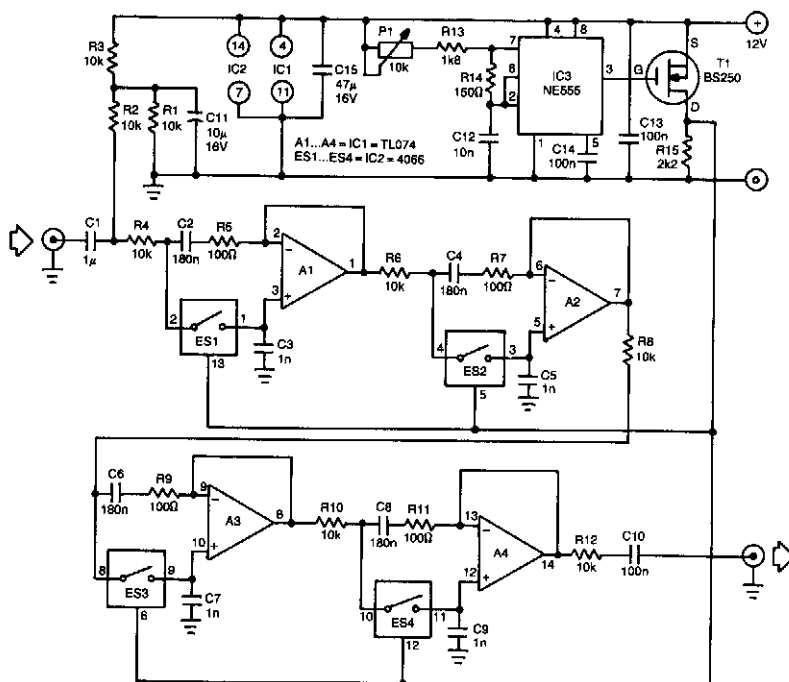 R3
10k
14
4
IC2
IC1
7
11
C15
47µ
16V
P1
10k
R13
1k8
R14
150Ω
7
6
2
4
8
IC3
NE555
3
1
5
C12
10n
C14
100n
G
S
D
T1
BS250
C13
100n
R15
2k2
+
12V
0
R2
10k
R1
10k
C11
10µ
16V
A1...A4 = IC1 = TL074
ES1...ES4 = IC2 = 4066
C1
1µ
R4
10k
C2
180n
R5
100Ω
2
−
3
+
A1
1
2
1
ES1
13
C3
1n
R6
10k
C4
180n
R7
100Ω
6
−
5
+
A2
7
4
3
ES2
5
C5
1n
R8
10k
C6
180n
R9
100Ω
9
−
10
+
A3
8
8
9
ES3
6
C7
1n
R10
10k
C8
180n
R11
100Ω
13
−
12
+
A4
14
10
11
ES4
12
C9
1n
R12
10k
C10
100n